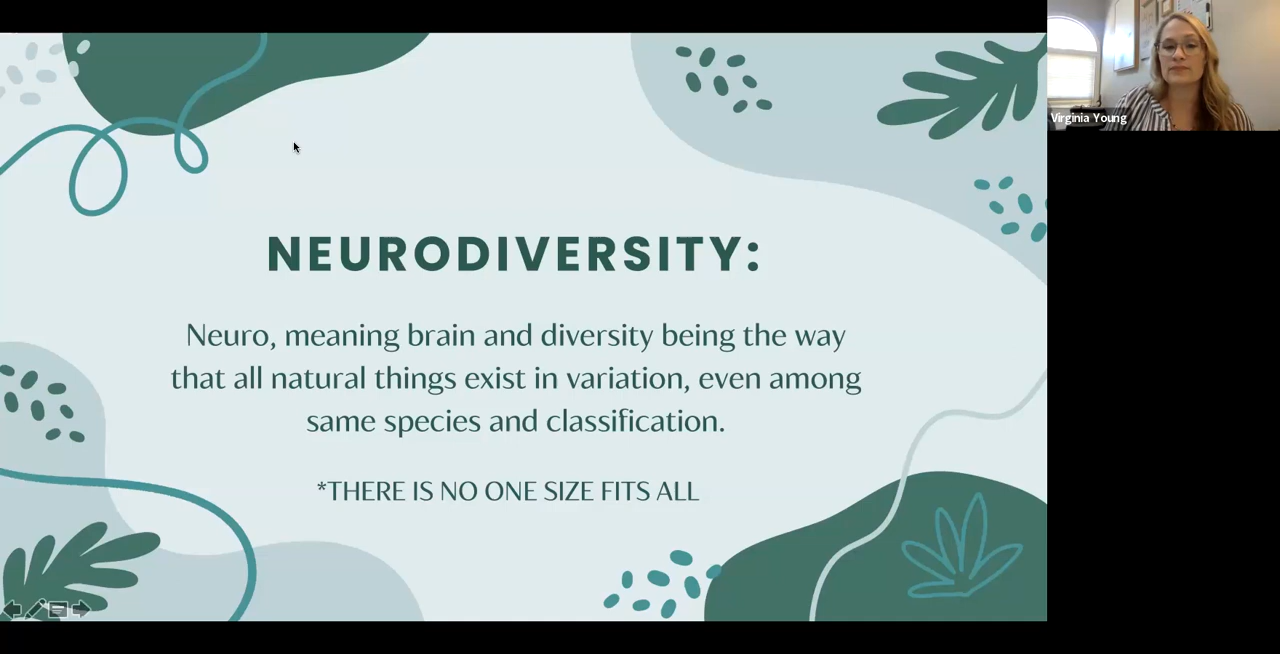 NEURODIVERSITY:
Neuro, meaning brain and diversity being the way
that all natural things exist in variation, even among
same species and classification.
*THERE IS NO ONE SIZE FITS ALL
Virginia Young